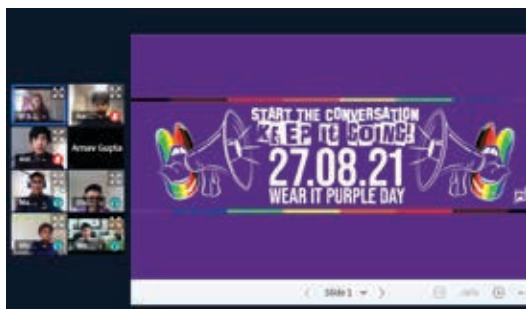 Arnav Gupta
START THE CONVERSATION
KEEP IT GOING!
27.08.21
WEAR IT PURPLE DAY
Slide 1